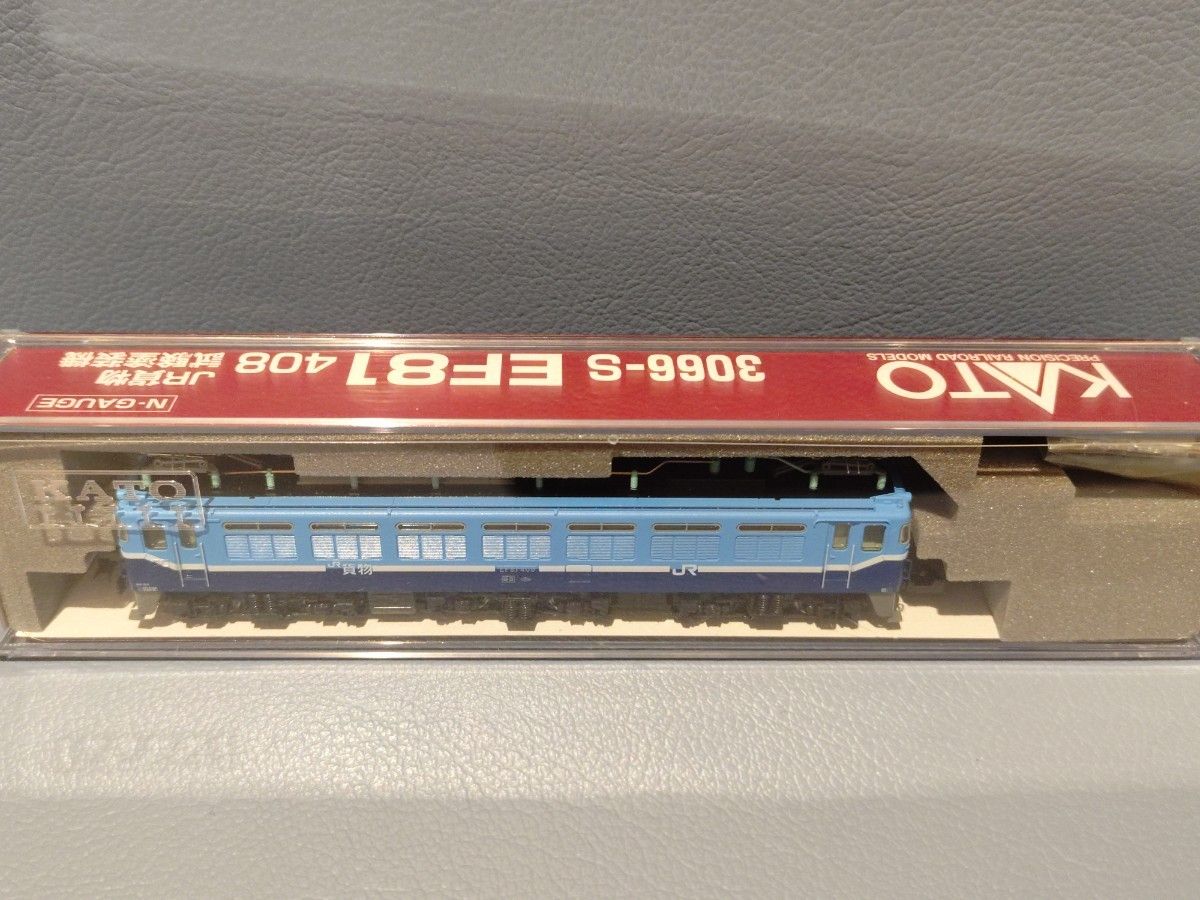 KATO
PRECISION RAILROAD MODELS
3066-S EF81 408
JR貨物
試験塗装機
N-GAUGE
KATO
JR貨物
JR